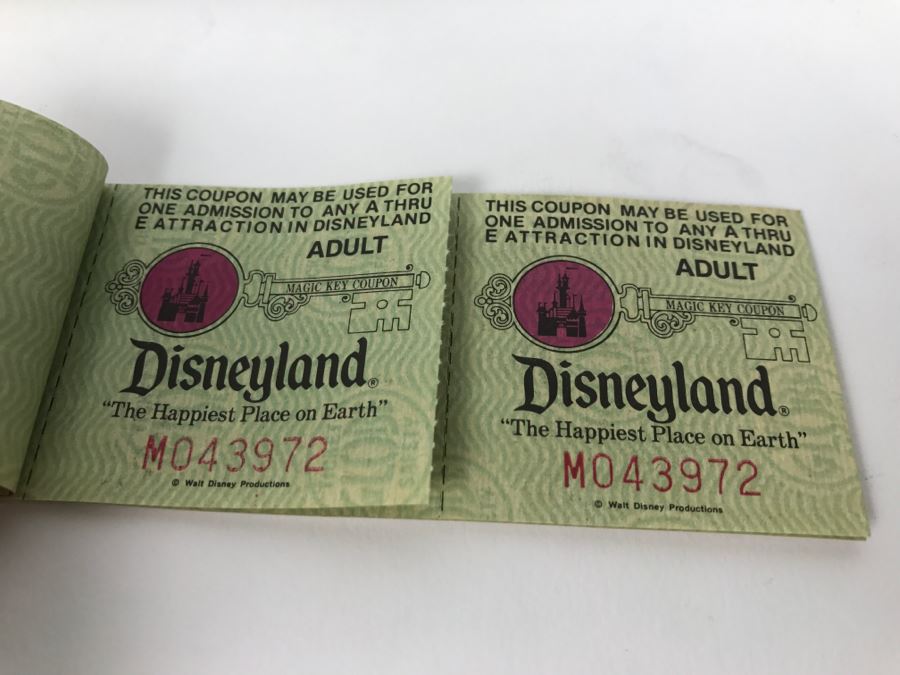 THIS COUPON MAY BE USED FOR
ONE ADMISSION TO ANY A THRU
E ATTRACTION IN DISNEYLAND
ADULT
MAGIC KEY COUPON
Disneyland®
“The Happiest Place on Earth”
M043972
© Walt Disney Productions
THIS COUPON MAY BE USED FOR
ONE ADMISSION TO ANY A THRU
E ATTRACTION IN DISNEYLAND
ADULT
MAGIC KEY COUPON
Disneyland®
“The Happiest Place on Earth”
M043972
© Walt Disney Productions